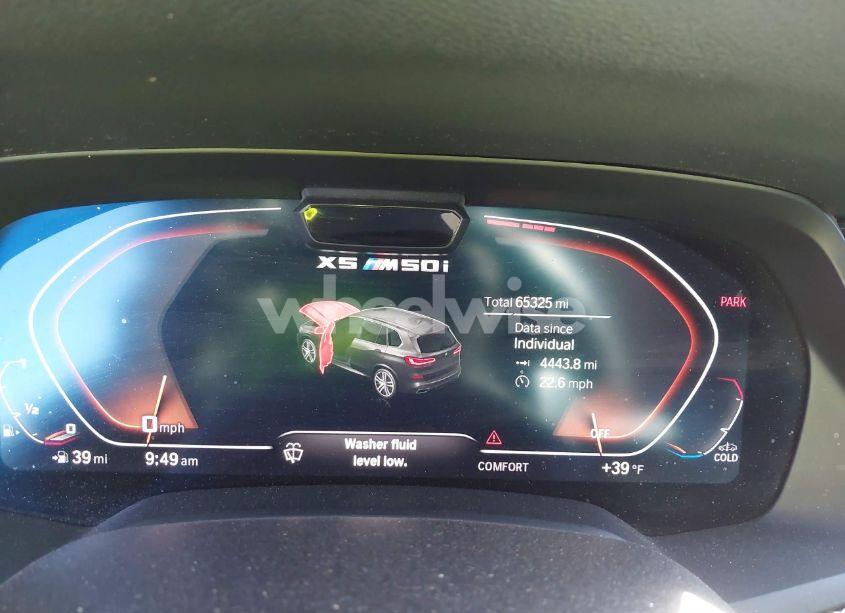 X5 M50i
wheelwise
Total 65325 mi
PARK
Data since
Individual
4443.8 mi
22.6 mph
1/2
0
0 mph
OFF
39 mi
9:49 am
Washer fluid
level low.
COMFORT
+39 °F
COLD